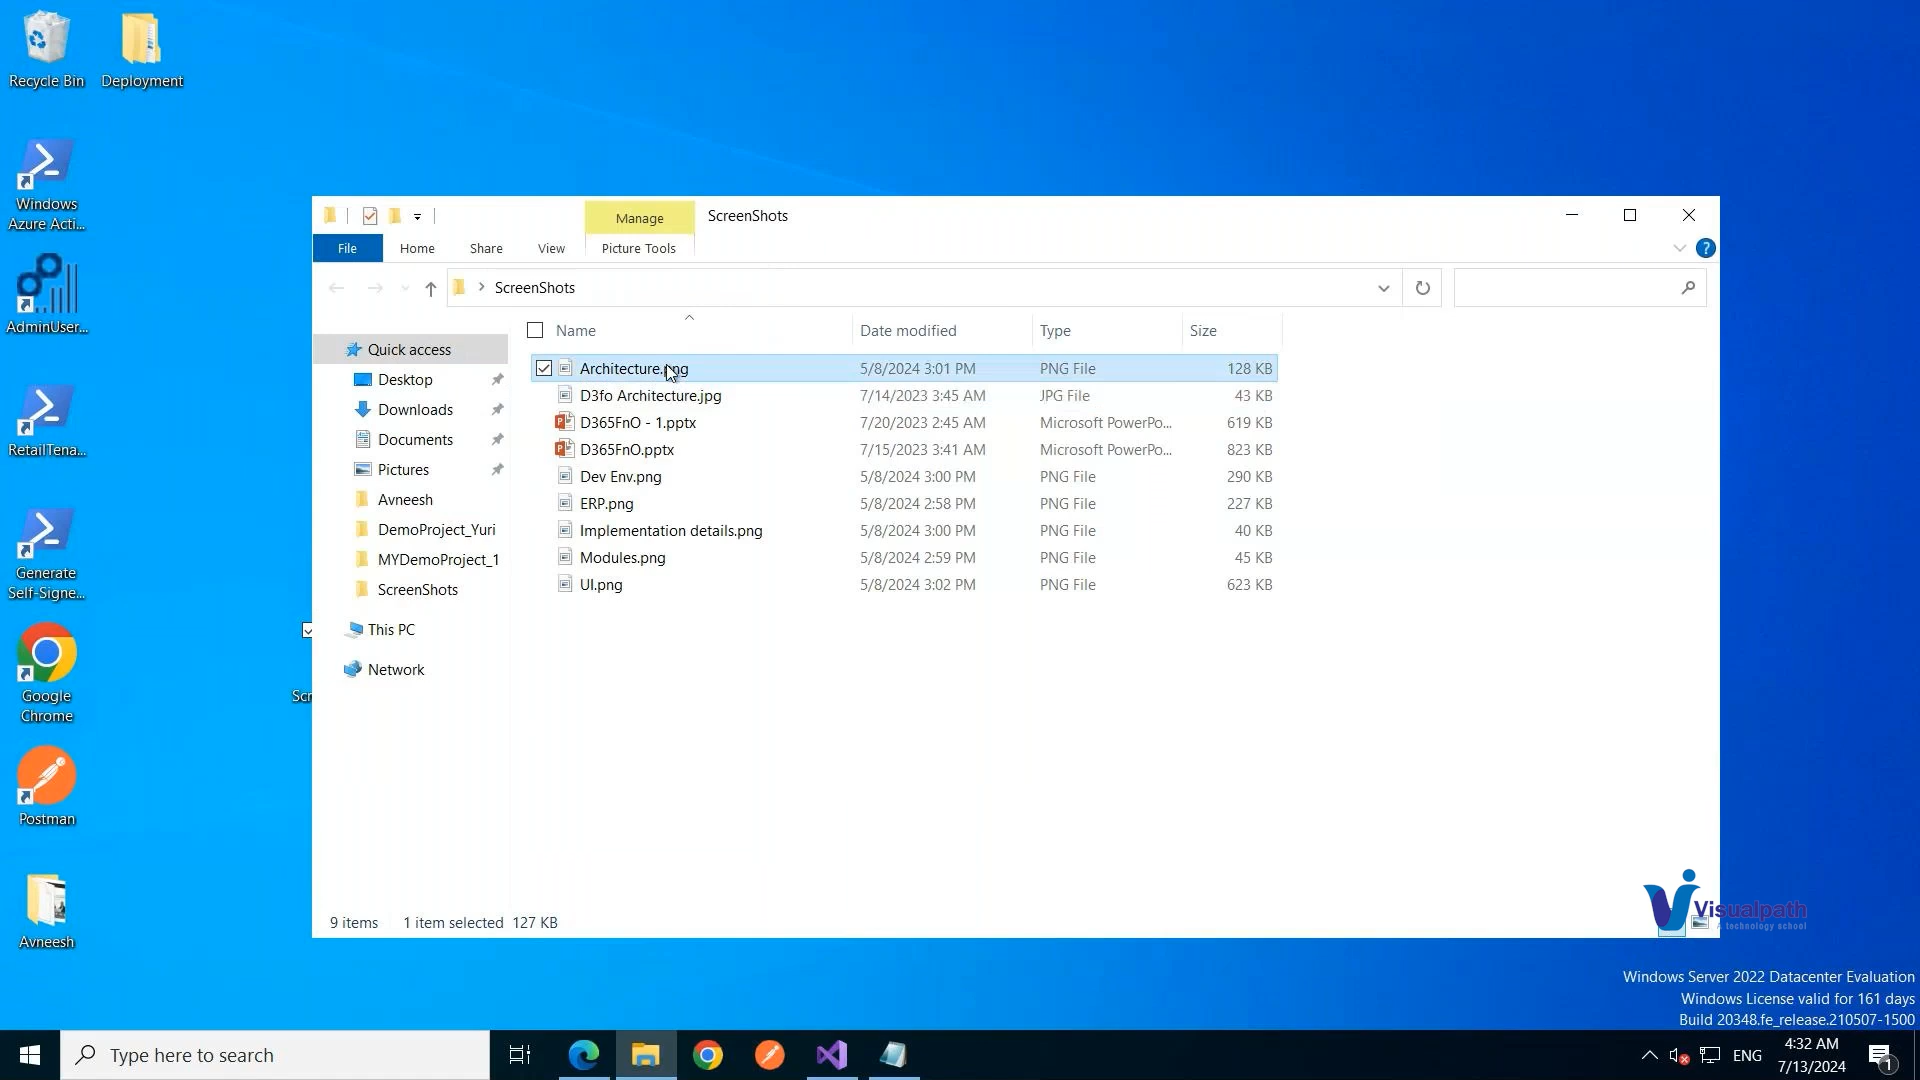 Recycle Bin
Deployment
Windows
Azure Acti...
AdminUser...
RetailTena...
Generate
Self-Signe...
Google
Chrome
Postman
Avneesh
Scr
Manage
ScreenShots
File
Home
Share
View
Picture Tools
ScreenShots
Name
Date modified
Type
Size
Quick access
Desktop
Downloads
Documents
Pictures
Avneesh
DemoProject_Yuri
MYDemoProject_1
ScreenShots
This PC
Network
Architecture.png 5/8/2024 3:01 PM PNG File 128 KB
D3fo Architecture.jpg 7/14/2023 3:45 AM JPG File 43 KB
D365FnO - 1.pptx 7/20/2023 2:45 AM Microsoft PowerPo... 619 KB
D365FnO.pptx 7/15/2023 3:41 AM Microsoft PowerPo... 823 KB
Dev Env.png 5/8/2024 3:00 PM PNG File 290 KB
ERP.png 5/8/2024 2:58 PM PNG File 227 KB
Implementation details.png 5/8/2024 3:00 PM PNG File 40 KB
Modules.png 5/8/2024 2:59 PM PNG File 45 KB
UI.png 5/8/2024 3:02 PM PNG File 623 KB
9 items 1 item selected 127 KB
Visualpath
A technology school
Windows Server 2022 Datacenter Evaluation
Windows License valid for 161 days
Build 20348.fe_release.210507-1500
Type here to search
ENG
4:32 AM
7/13/2024
1